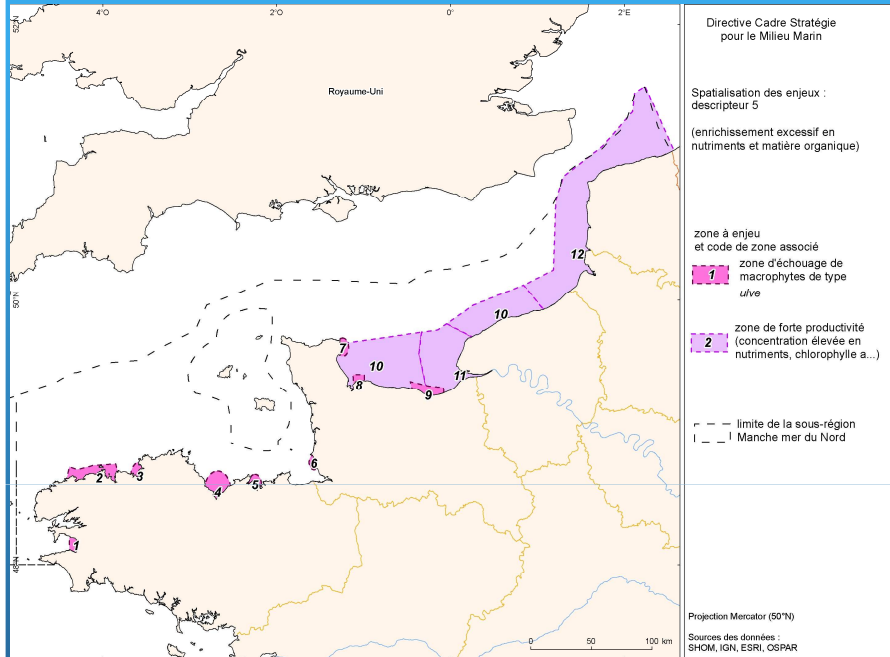 4°0'
2°0'
0°
2°E
52°N
50°N
48°N
Royaume-Uni
12
10
7
10
8
11
9
6
2
3
4
5
1
0 50 100 km
Directive Cadre Stratégie
pour le Milieu Marin
Spatialisation des enjeux :
descripteur 5
(enrichissement excessif en
nutriments et matière organique)
zone à enjeu
et code de zone associé
1
zone d'échouage de
macrophytes de type
ulve
2
zone de forte productivité
(concentration élevée en
nutriments, chlorophylle a...)
limite de la sous-région
Manche mer du Nord
Projection Mercator (50°N)
Sources des données :
SHOM, IGN, ESRI, OSPAR